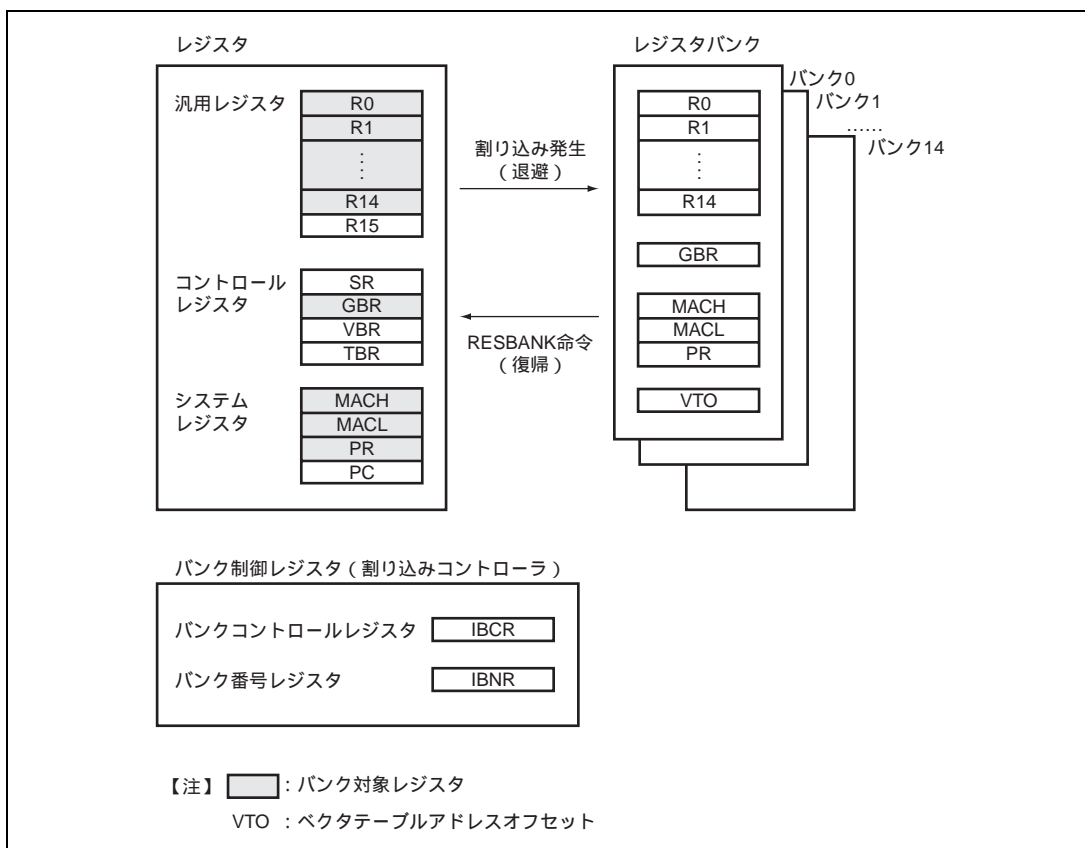 レジスタ
レジスタバンク
汎用レジスタ
R0
R1
⋮
R14
R15
コントロール
レジスタ
SR
GBR
VBR
TBR
システム
レジスタ
MACH
MACL
PR
PC
割り込み発生
(退避)
RESBANK命令
(復帰)
バンク0
バンク1
……
バンク14
R0
R1
⋮
R14
GBR
MACH
MACL
PR
VTO
バンク制御レジスタ(割り込みコントローラ)
バンクコントロールレジスタ IBCR
バンク番号レジスタ IBNR
【注】 :バンク対象レジスタ
VTO :ベクタテーブルアドレスオフセット